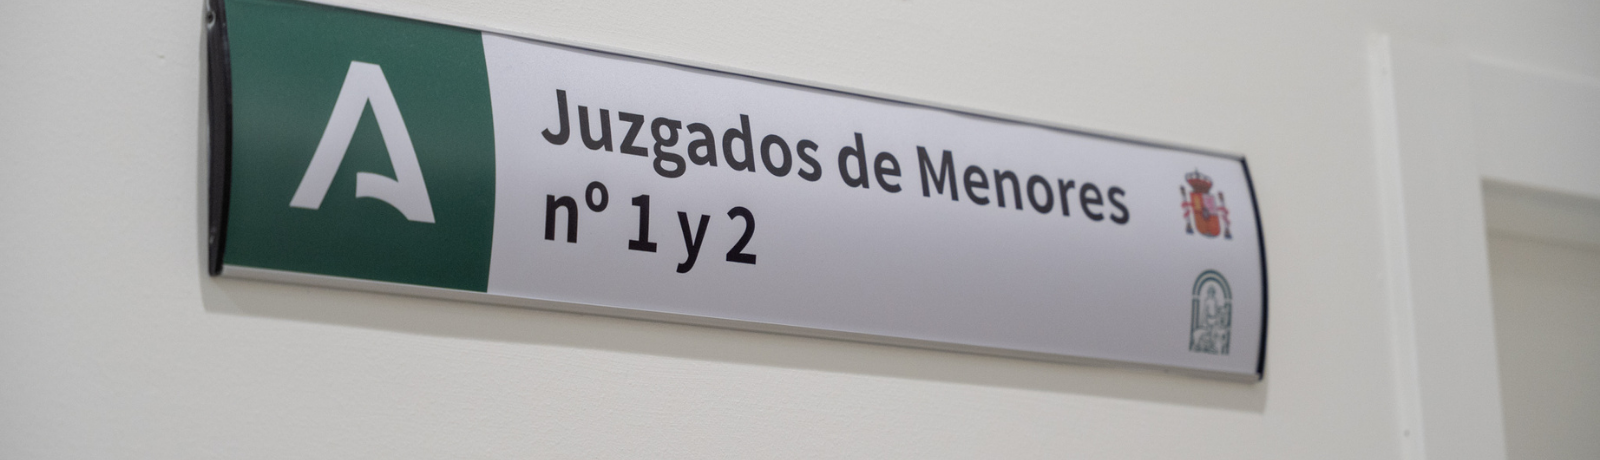 Juzgados de Menores
nº 1 y 2